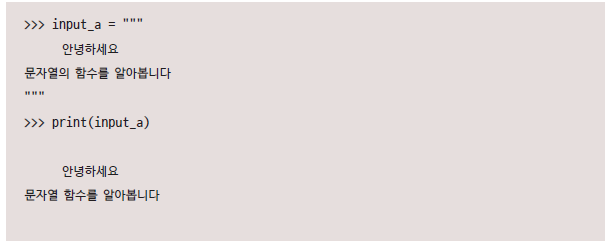 >>> input_a = """
안녕하세요
문자열의 함수를 알아봅니다
"""
>>> print(input_a)
안녕하세요
문자열 함수를 알아봅니다